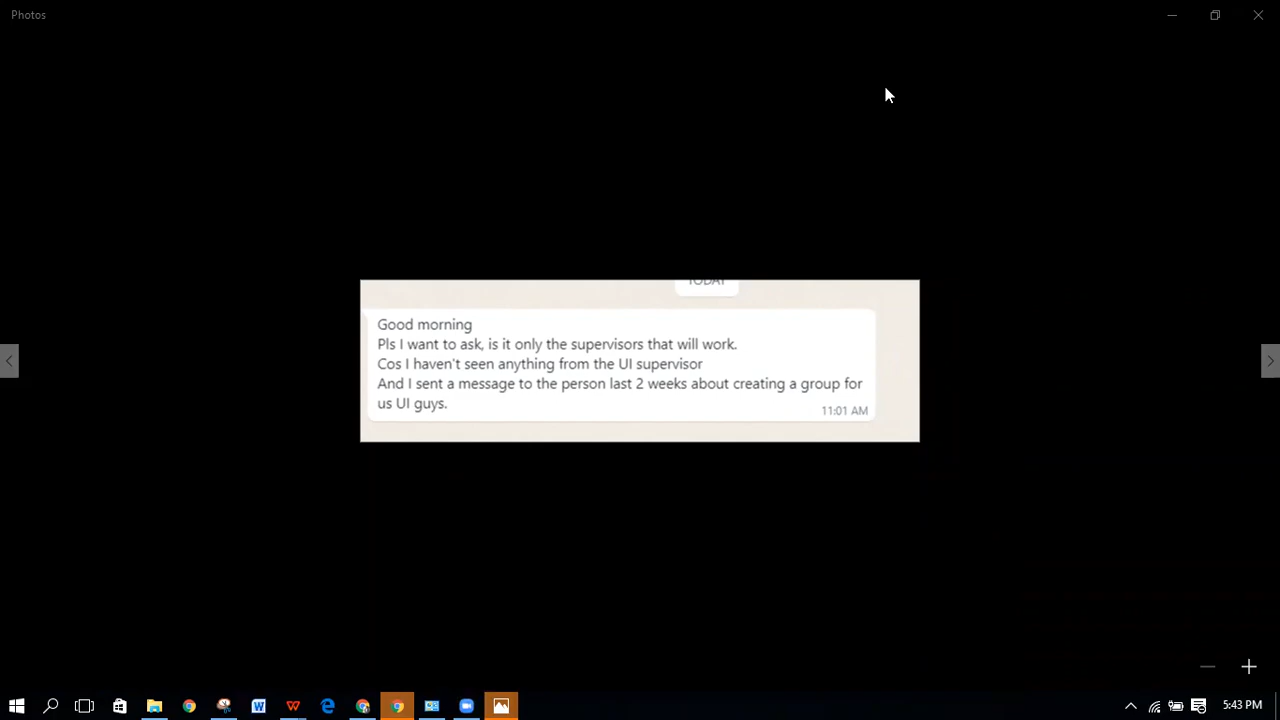 Photos
TODAY
Good morning
Pls I want to ask, is it only the supervisors that will work.
Cos I haven't seen anything from the UI supervisor
And I sent a message to the person last 2 weeks about creating a group for
us UI guys.
11:01 AM
5:43 PM